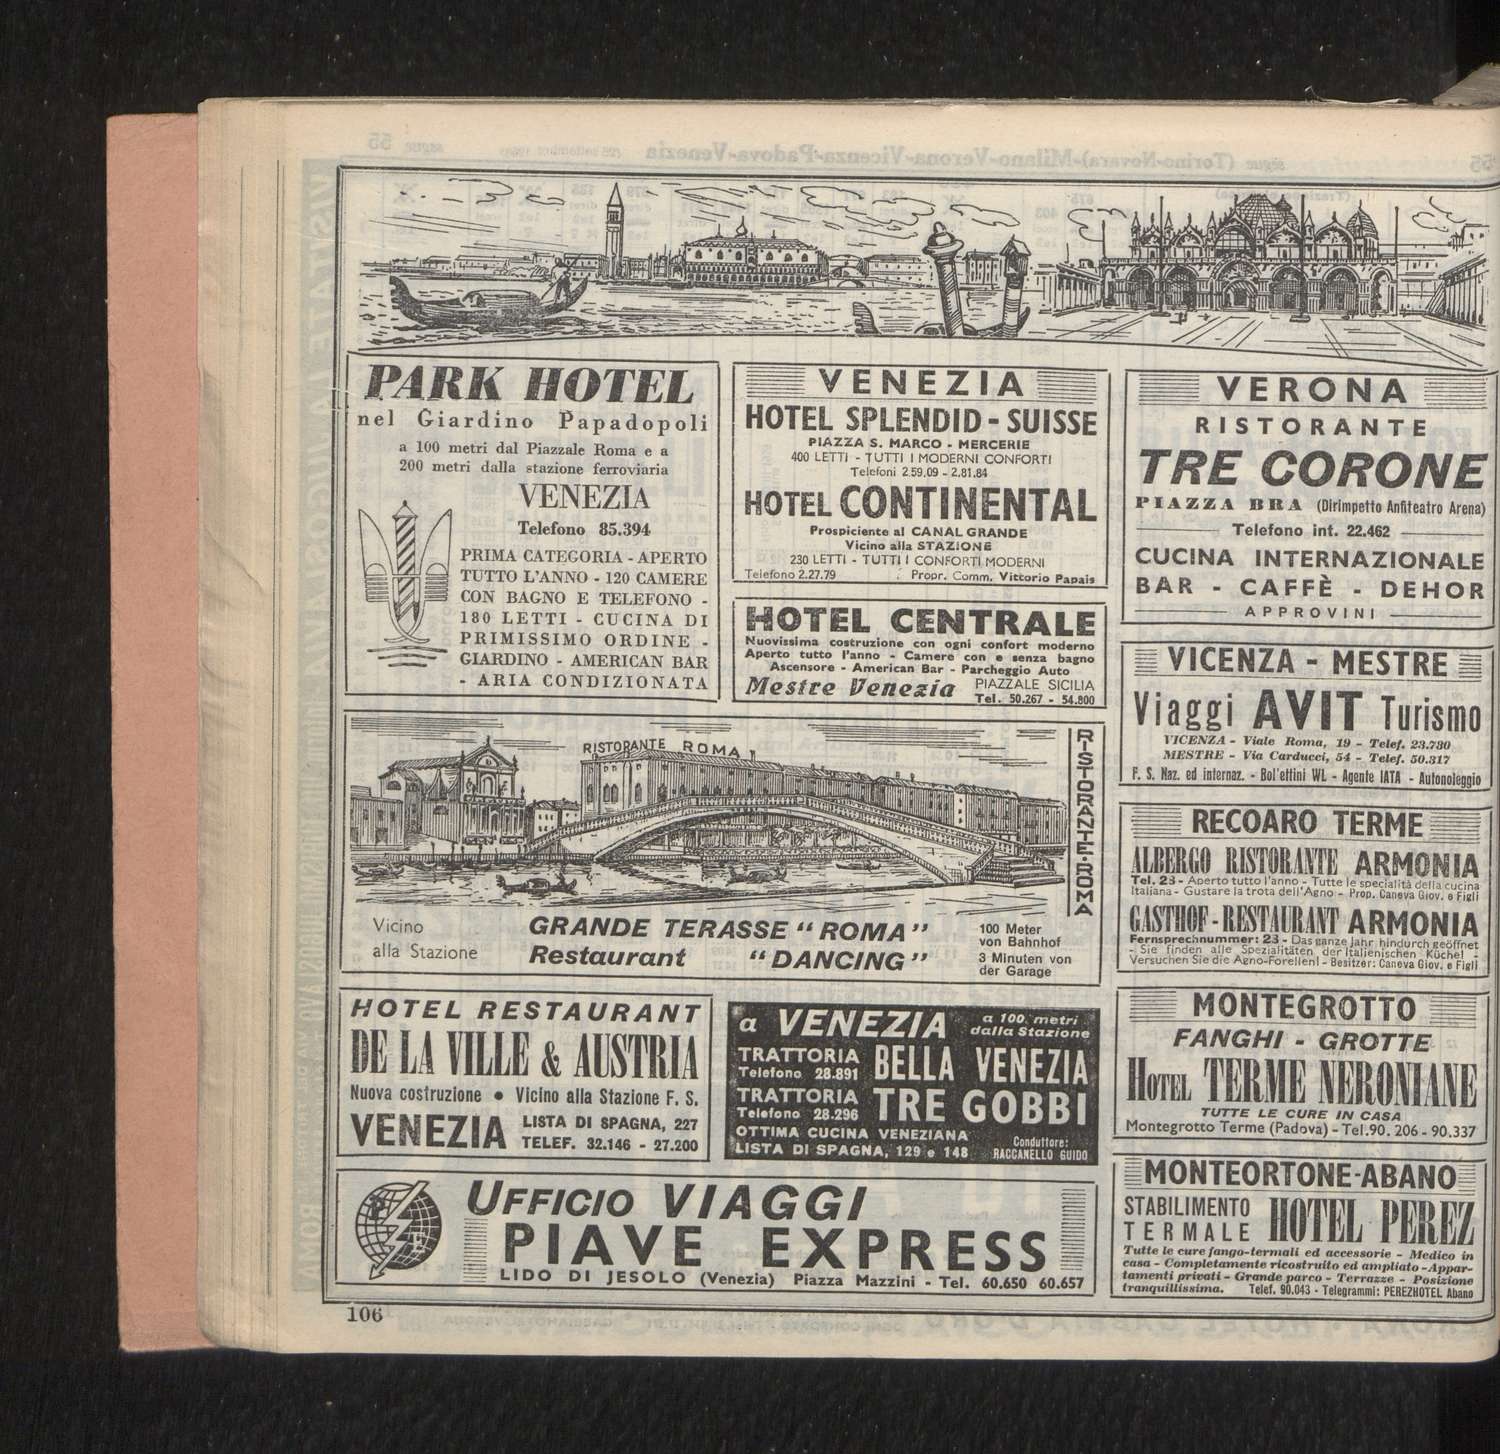 PARK HOTEL
nel Giardino Papadopoli
a 100 metri dal Piazzale Roma e a
200 metri dalla stazione ferroviaria
VENEZIA
Telefono 85.394
PRIMA CATEGORIA - APERTO
TUTTO L'ANNO - 120 CAMERE
CON BAGNO E TELEFONO -
180 LETTI - CUCINA DI
PRIMISSIMO ORDINE -
GIARDINO - AMERICAN BAR
- ARIA CONDIZIONATA
VENEZIA
HOTEL SPLENDID - SUISSE
PIAZZA S. MARCO - MERCERIE
400 LETTI - TUTTI I MODERNI CONFORTI
Telefoni 2.59.09 - 2.81.84
HOTEL CONTINENTAL
Prospiciente al CANAL GRANDE
Vicino alla STAZIONE
230 LETTI - TUTTI I CONFORTI MODERNI
Telefono 2.27.79 Propr. Comm. Vittorio Papais
HOTEL CENTRALE
Nuovissima costruzione con ogni confort moderno
Aperto tutto l'anno - Camere con e senza bagno
Ascensore - American Bar - Parcheggio Auto
Mestre Venezia PIAZZALE SICILIA
Tel. 50.267 - 54.800
RISTORANTE ROMA
RISTORANTE·ROMA
Vicino
alla Stazione
GRANDE TERASSE "ROMA"
Restaurant "DANCING"
100 Meter
von Bahnhof
3 Minuten von
der Garage
HOTEL RESTAURANT
DE LA VILLE & AUSTRIA
Nuova costruzione • Vicino alla Stazione F. S.
VENEZIA LISTA DI SPAGNA, 227
TELEF. 32.146 - 27.200
a VENEZIA a 100 metri
dalla Stazione
TRATTORIA BELLA VENEZIA
Telefono 28.891
TRATTORIA TRE GOBBI
Telefono 28.296
OTTIMA CUCINA VENEZIANA
LISTA DI SPAGNA, 129 e 148
Conduttore:
RACCANELLO GUIDO
P
E
UFFICIO VIAGGI
PIAVE EXPRESS
LIDO DI JESOLO (Venezia) Piazza Mazzini - Tel. 60.650 60.657
VERONA
RISTORANTE
TRE CORONE
PIAZZA BRA (Dirimpetto Anfiteatro Arena)
Telefono int. 22.462
CUCINA INTERNAZIONALE
BAR - CAFFÈ - DEHOR
APPROVINI
VICENZA - MESTRE
Viaggi AVIT Turismo
VICENZA - Viale Roma, 19 - Telef. 23.730
MESTRE - Via Carducci, 54 - Telef. 50.317
F. S. Naz. ed internaz. - Bol'ettini WL - Agente IATA - Autonoleggio
RECOARO TERME
ALBERGO RISTORANTE ARMONIA
Tel. 23 - Aperto tutto l'anno - Tutte le specialità della cucina
Italiana - Gustare la trota dell'Agno - Prop. Caneva Giov. e Figli
GASTHOF - RESTAURANT ARMONIA
Fernsprechnummer: 23 - Das ganze Jahr hindurch geöffnet
- Sie finden alle Spezialitäten der Italienischen Küche! -
Versuchen Sie die Agno-Forellen! - Besitzer: Caneva Giov. e Figli
MONTEGROTTO
FANGHI - GROTTE
HOTEL TERME NERONIANE
TUTTE LE CURE IN CASA
Montegrotto Terme (Padova) - Tel. 90.206 - 90.337
MONTEORTONE-ABANO
STABILIMENTO
TERMALE HOTEL PEREZ
Tutte le cure fango-termali ed accessorie - Medico in
casa - Completamente ricostruito ed ampliato - Appar-
tamenti privati - Grande parco - Terrazze - Posizione
tranquillissima. Telef. 90.043 - Telegrammi: PEREZHOTEL Abano
106